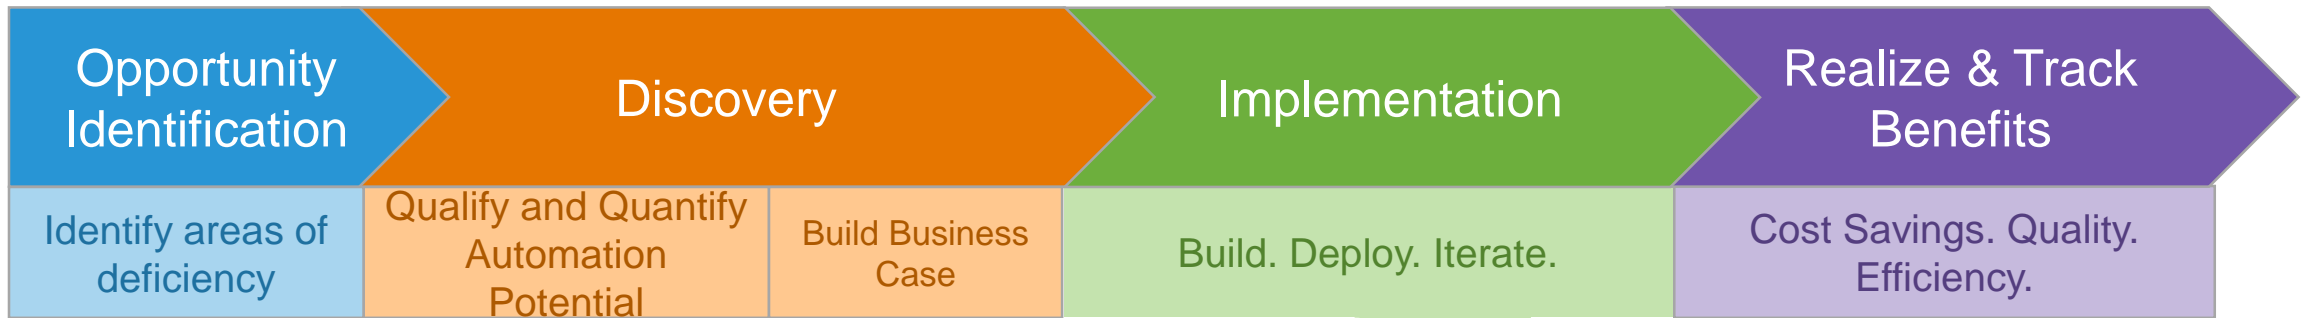 Opportunity
Identification
Discovery
Implementation
Realize & Track
Benefits
Identify areas of
deficiency
Qualify and Quantify
Automation
Potential
Build Business
Case
Build. Deploy. Iterate.
Cost Savings. Quality.
Efficiency.